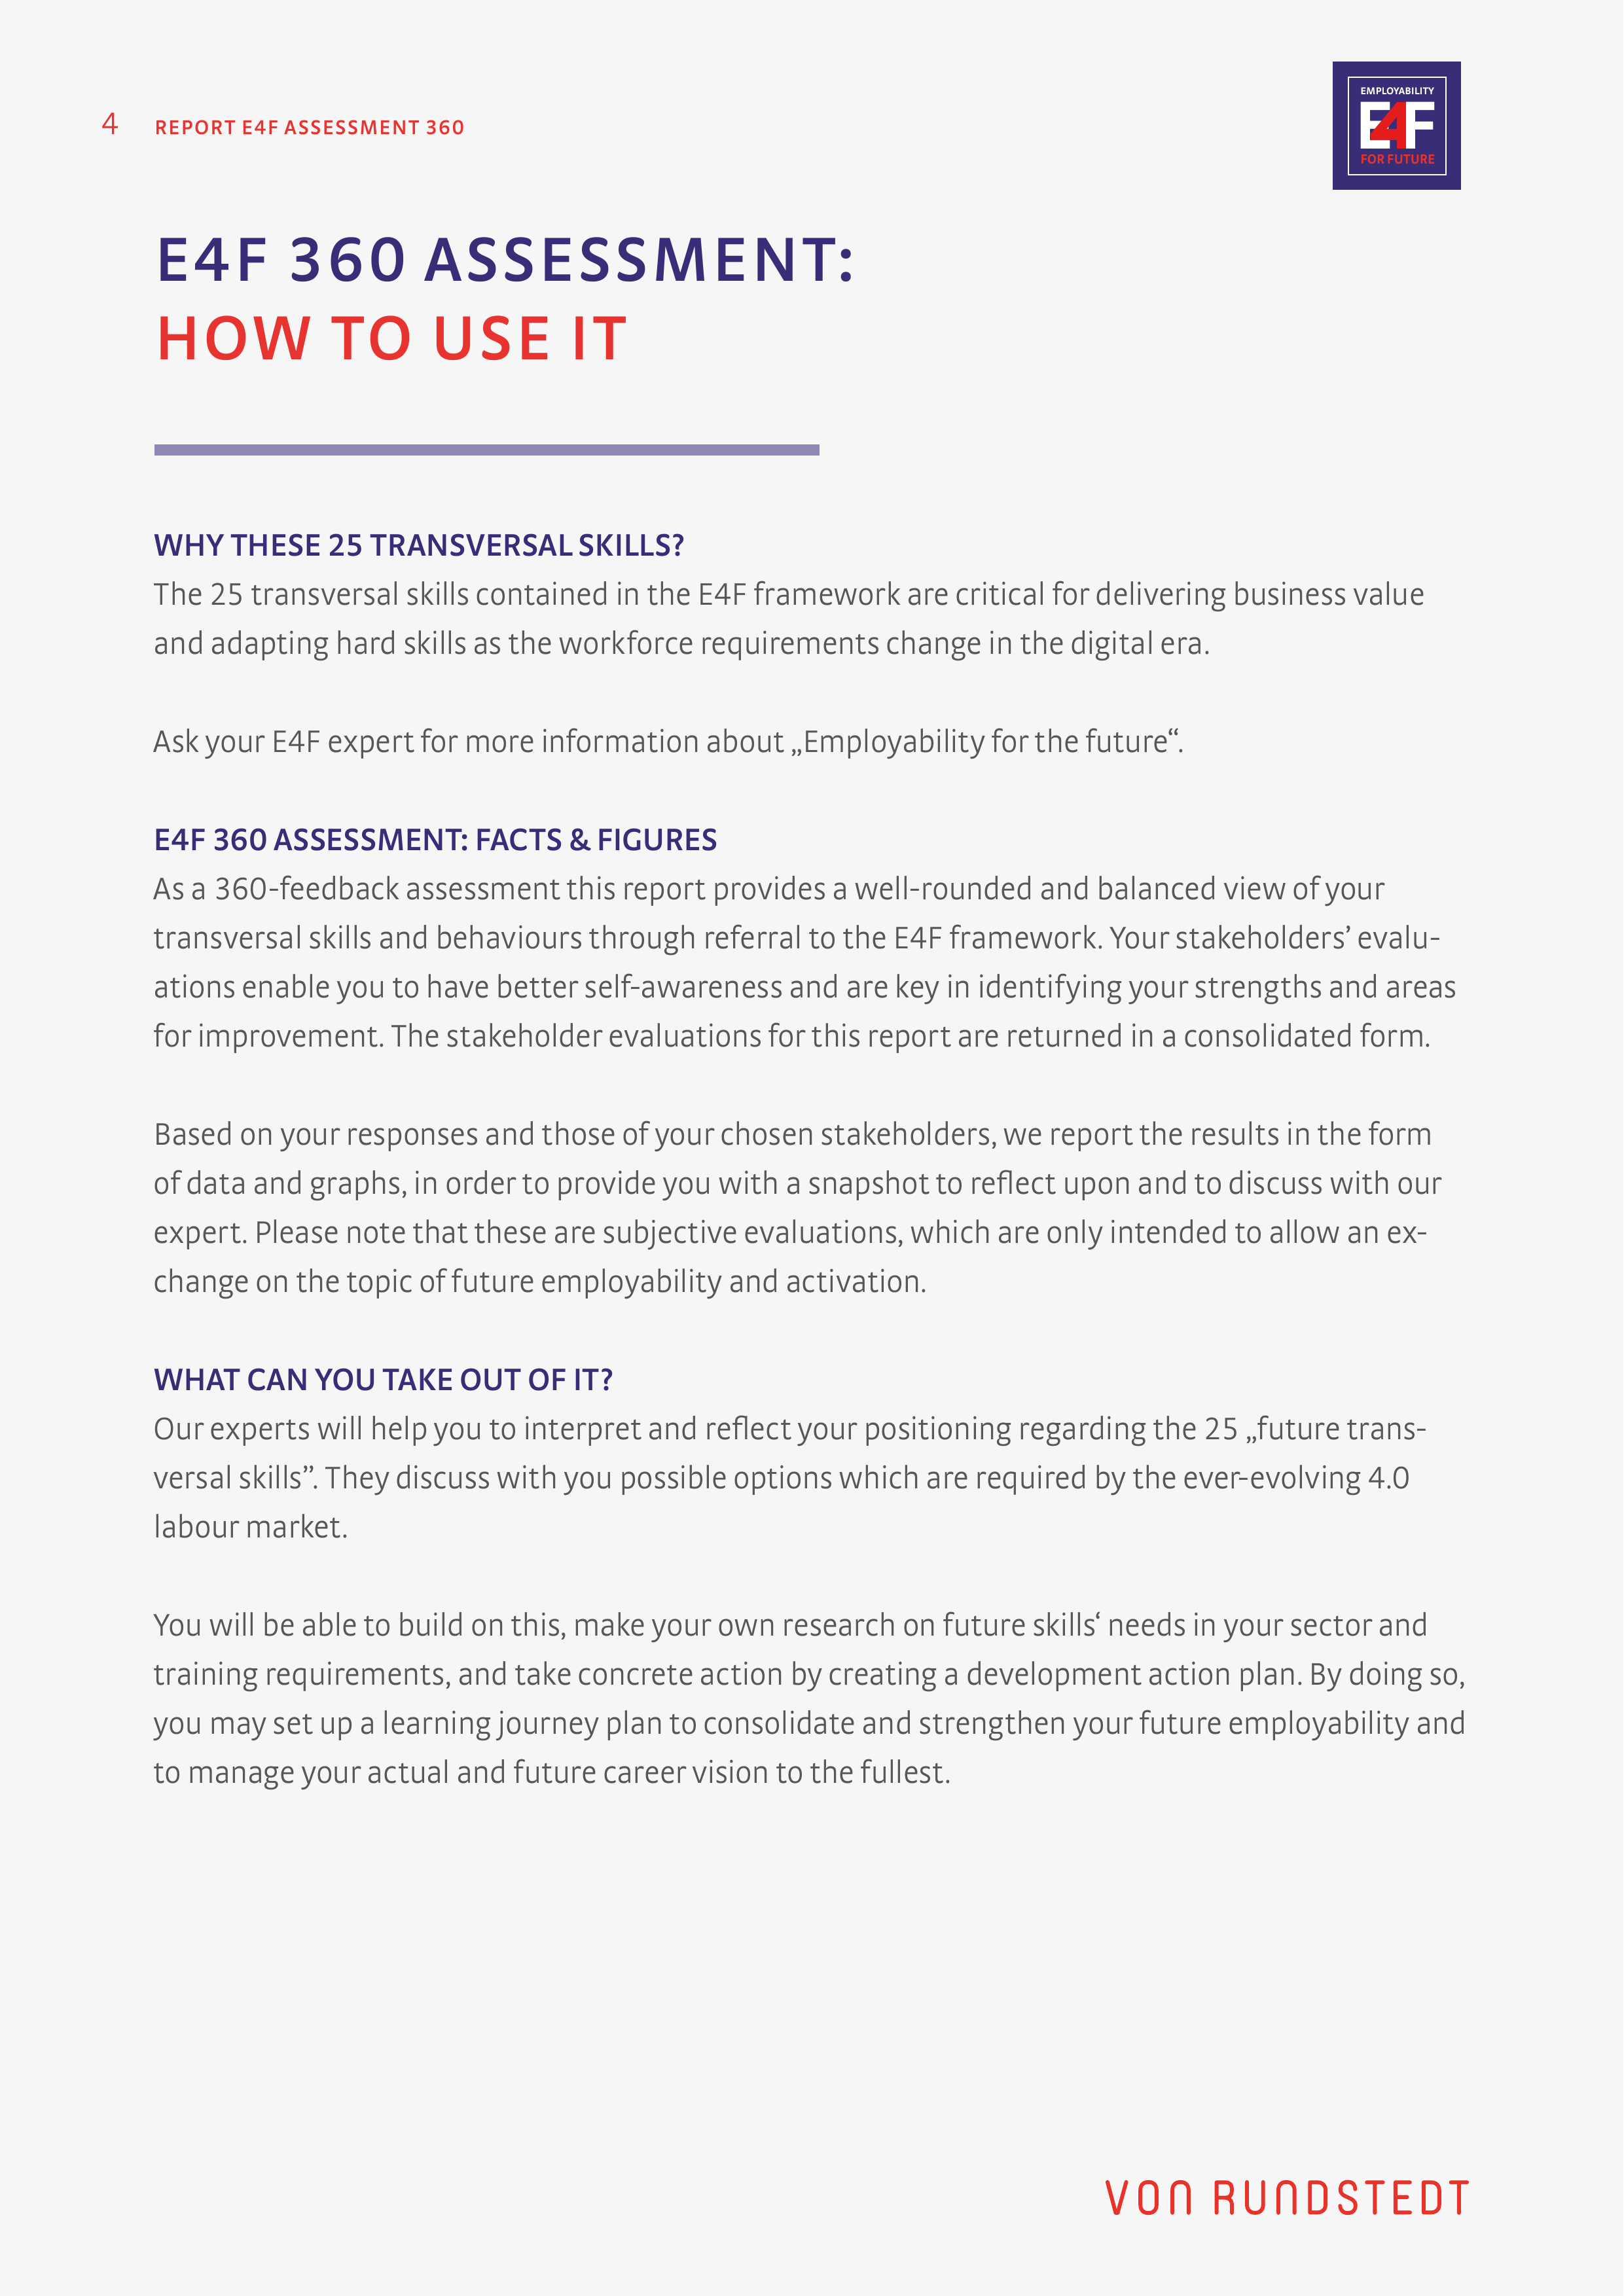 4 REPORT E4F ASSESSMENT 360
EMPLOYABILITY
E4F
FOR FUTURE
E4F 360 ASSESSMENT:
HOW TO USE IT
WHY THESE 25 TRANSVERSAL SKILLS?
The 25 transversal skills contained in the E4F framework are critical for delivering business value
and adapting hard skills as the workforce requirements change in the digital era.
Ask your E4F expert for more information about „Employability for the future“.
E4F 360 ASSESSMENT: FACTS & FIGURES
As a 360-feedback assessment this report provides a well-rounded and balanced view of your
transversal skills and behaviours through referral to the E4F framework. Your stakeholders’ evalu-
ations enable you to have better self-awareness and are key in identifying your strengths and areas
for improvement. The stakeholder evaluations for this report are returned in a consolidated form.
Based on your responses and those of your chosen stakeholders, we report the results in the form
of data and graphs, in order to provide you with a snapshot to reflect upon and to discuss with our
expert. Please note that these are subjective evaluations, which are only intended to allow an ex-
change on the topic of future employability and activation.
WHAT CAN YOU TAKE OUT OF IT?
Our experts will help you to interpret and reflect your positioning regarding the 25 „future trans-
versal skills”. They discuss with you possible options which are required by the ever-evolving 4.0
labour market.
You will be able to build on this, make your own research on future skills‘ needs in your sector and
training requirements, and take concrete action by creating a development action plan. By doing so,
you may set up a learning journey plan to consolidate and strengthen your future employability and
to manage your actual and future career vision to the fullest.
VON RUNDSTEDT